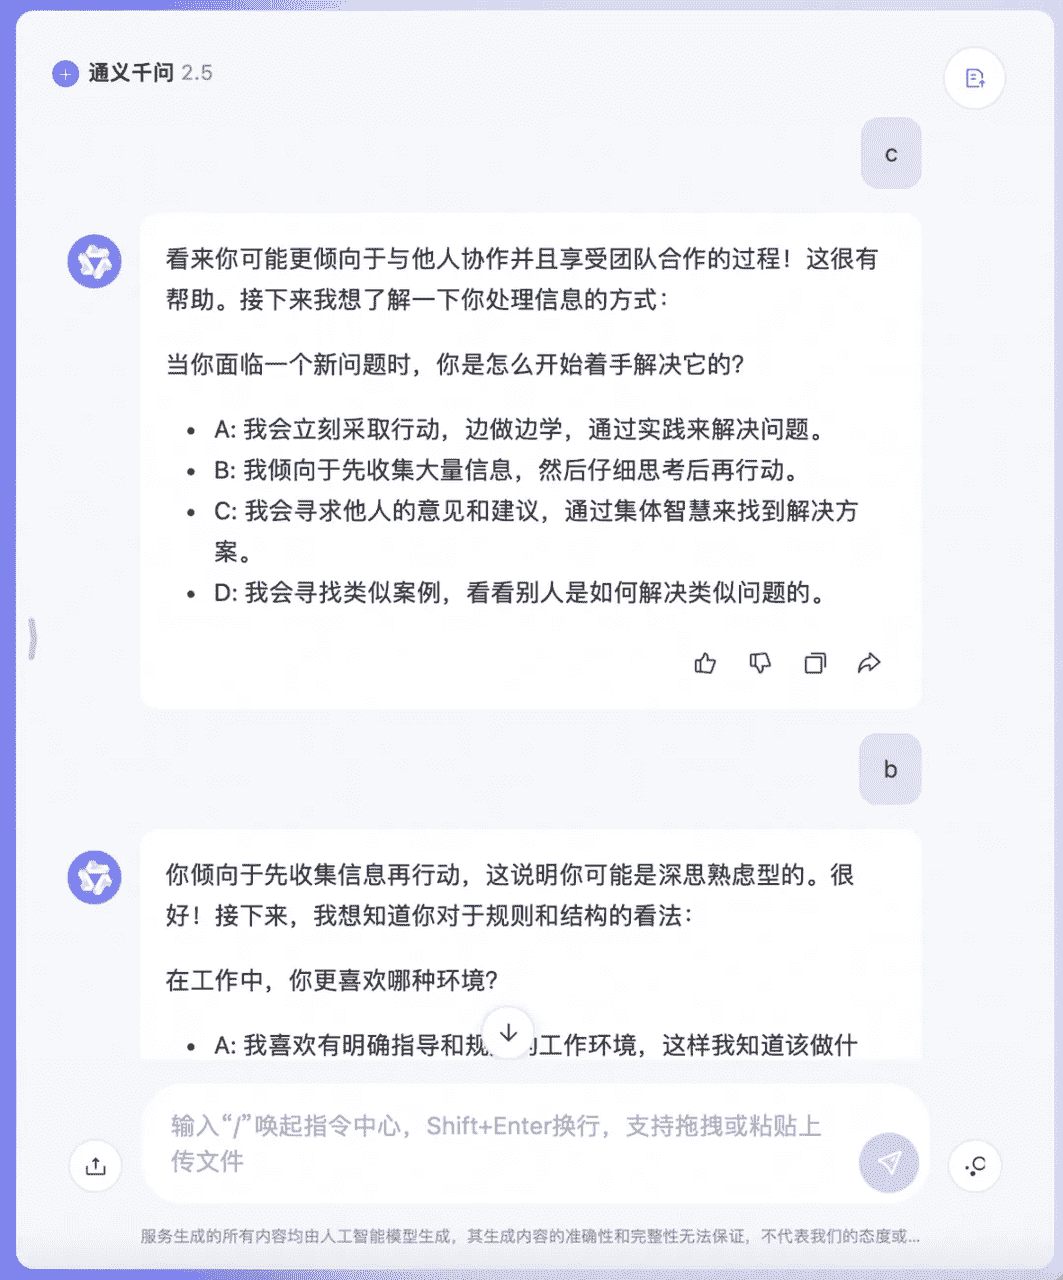 通义千问 2.5
c
看来你可能更倾向于与他人协作并且享受团队合作的过程！这很有
帮助。接下来我想了解一下你处理信息的方式：
当你面临一个新问题时，你是怎么开始着手解决它的？
• A: 我会立刻采取行动，边做边学，通过实践来解决问题。
• B: 我倾向于先收集大量信息，然后仔细思考后再行动。
• C: 我会寻求他人的意见和建议，通过集体智慧来找到解决方
案。
• D: 我会寻找类似案例，看看别人是如何解决类似问题的。
b
你倾向于先收集信息再行动，这说明你可能是深思熟虑型的。很
好！接下来，我想知道你对于规则和结构的看法：
在工作中，你更喜欢哪种环境？
• A: 我喜欢有明确指导和规 工作环境，这样我知道该做什
输入“/”唤起指令中心，Shift+Enter换行，支持拖拽或粘贴上
传文件
服务生成的所有内容均由人工智能模型生成，其生成内容的准确性和完整性无法保证，不代表我们的态度或...